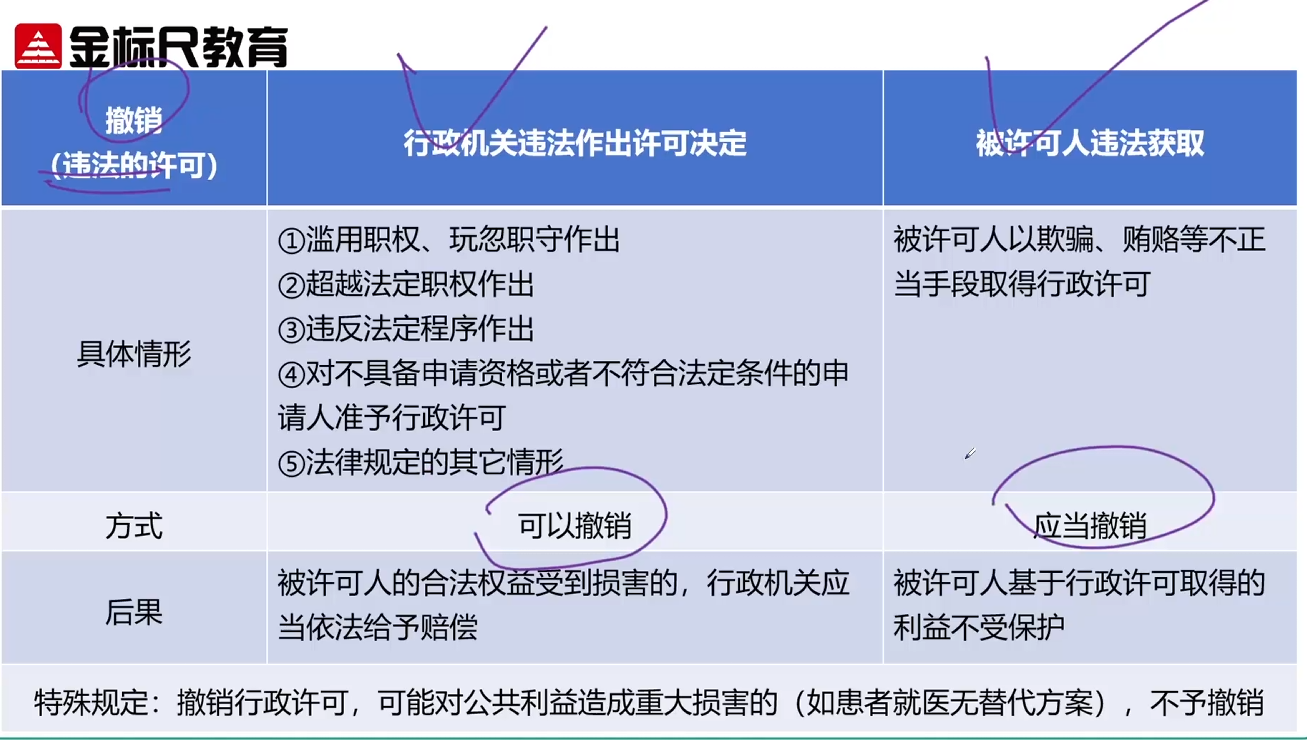 金标尺教育
撤销
（违法的许可）
行政机关违法作出许可决定
被许可人违法获取
具体情形
①滥用职权、玩忽职守作出
②超越法定职权作出
③违反法定程序作出
④对不具备申请资格或者不符合法定条件的申
请人准予行政许可
⑤法律规定的其它情形
被许可人以欺骗、贿赂等不正
当手段取得行政许可
方式
可以撤销
应当撤销
后果
被许可人的合法权益受到损害的，行政机关应
当依法给予赔偿
被许可人基于行政许可取得的
利益不受保护
特殊规定：撤销行政许可，可能对公共利益造成重大损害的（如患者就医无替代方案），不予撤销